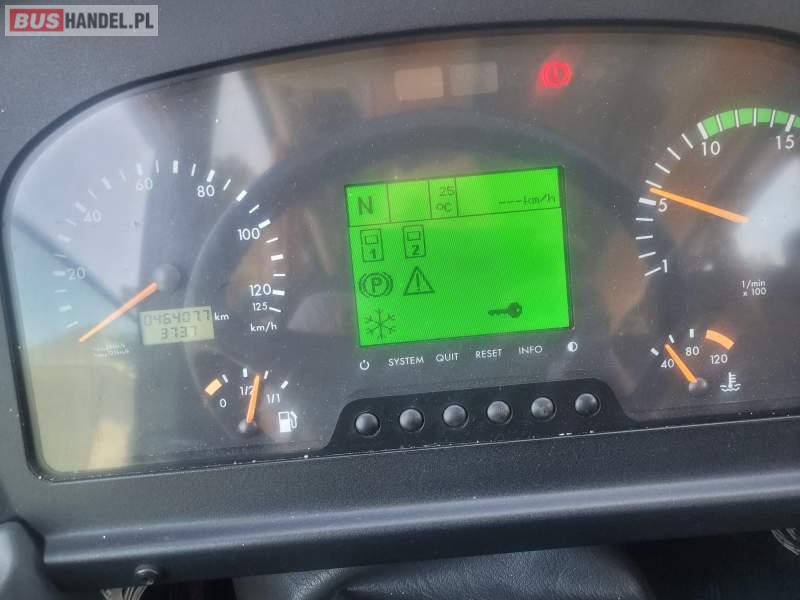 BUSHANDEL.PL
20
40
60
80
100
120
125
km/h
0464077 km
373.7
0
1/2
1/1
N
25
°C
---km/h
1
2
P
SYSTEM QUIT RESET INFO
1
5
10
15
1/min
x 100
40
80
120